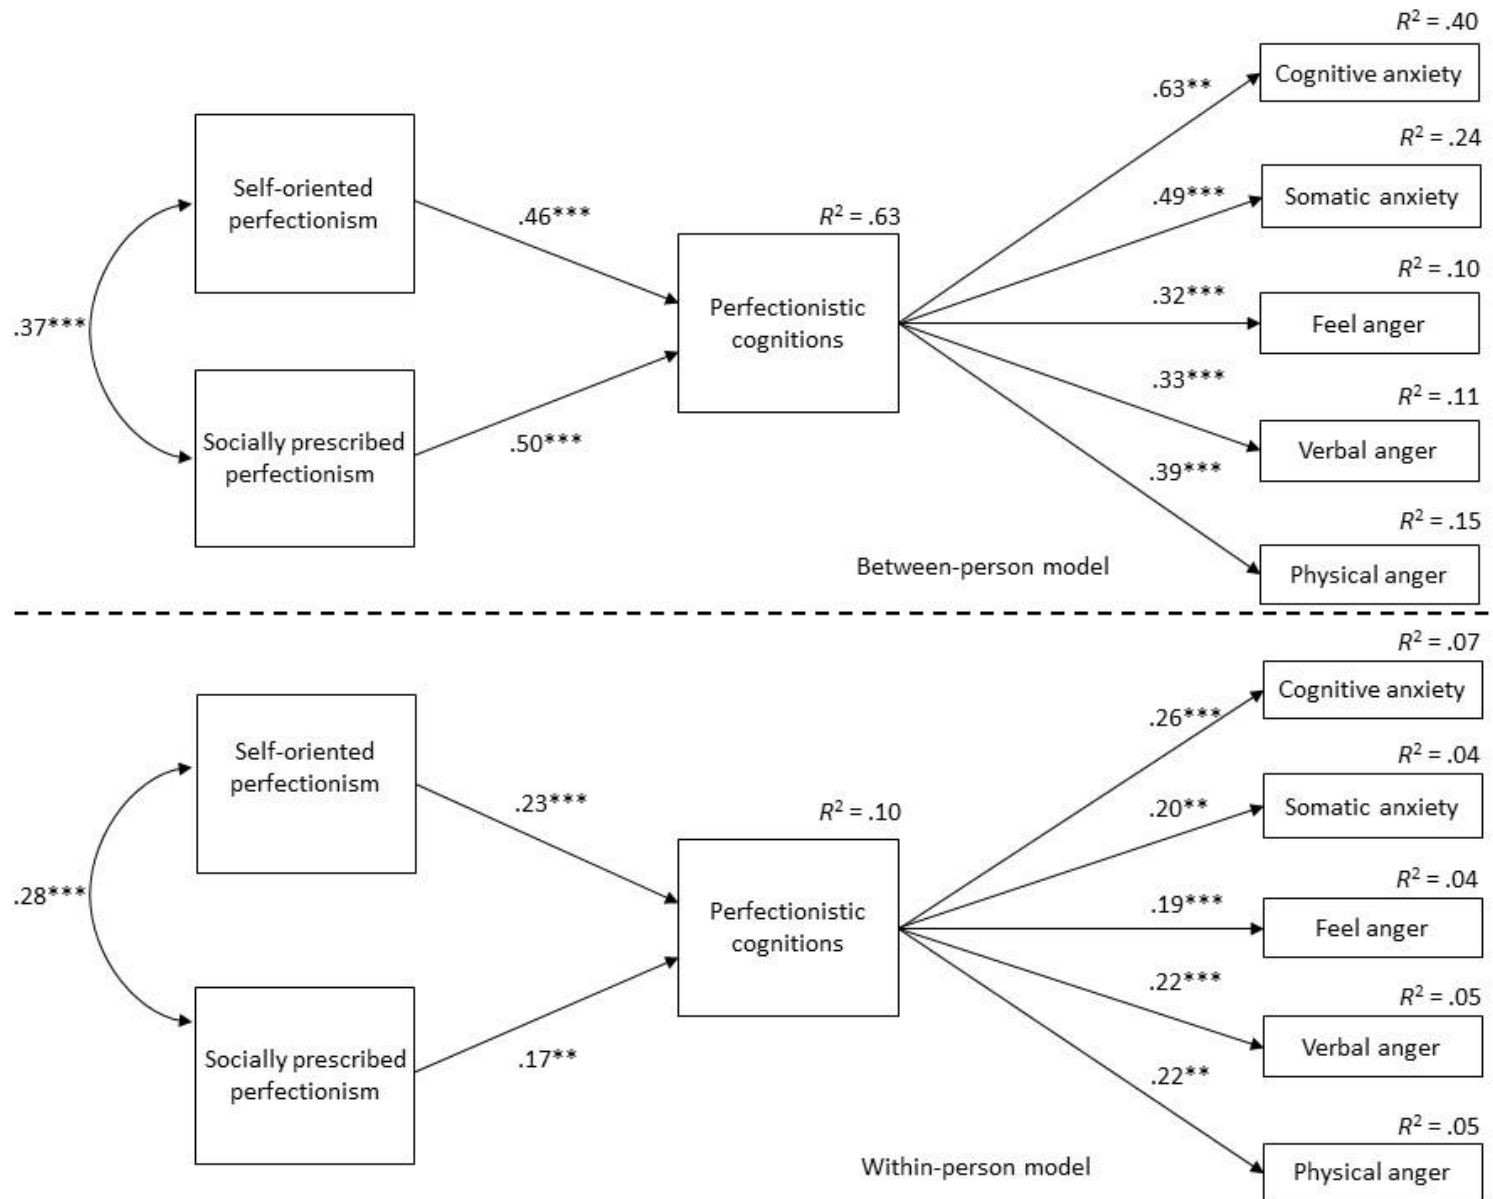 R² = .40
Cognitive anxiety
.63**
R² = .24
Self-oriented
perfectionism
.49***
Somatic anxiety
.46***
R² = .63
R² = .10
.32***
Perfectionistic
cognitions
Feel anger
.37***
.33***
R² = .11
Socially prescribed
perfectionism
.50***
Verbal anger
.39***
R² = .15
Between-person model
Physical anger
R² = .07
Cognitive anxiety
.26***
Self-oriented
perfectionism
R² = .04
.23***
R² = .10
.20**
Somatic anxiety
R² = .04
.28***
.19***
Perfectionistic
cognitions
Feel anger
.22***
R² = .05
Socially prescribed
perfectionism
.17**
Verbal anger
.22**
R² = .05
Within-person model
Physical anger